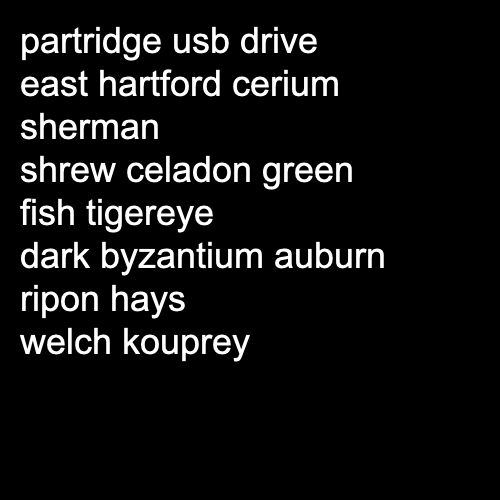 partridge usb drive
east hartford cerium
sherman
shrew celadon green
fish tigereye
dark byzantium auburn
ripon hays
welch kouprey